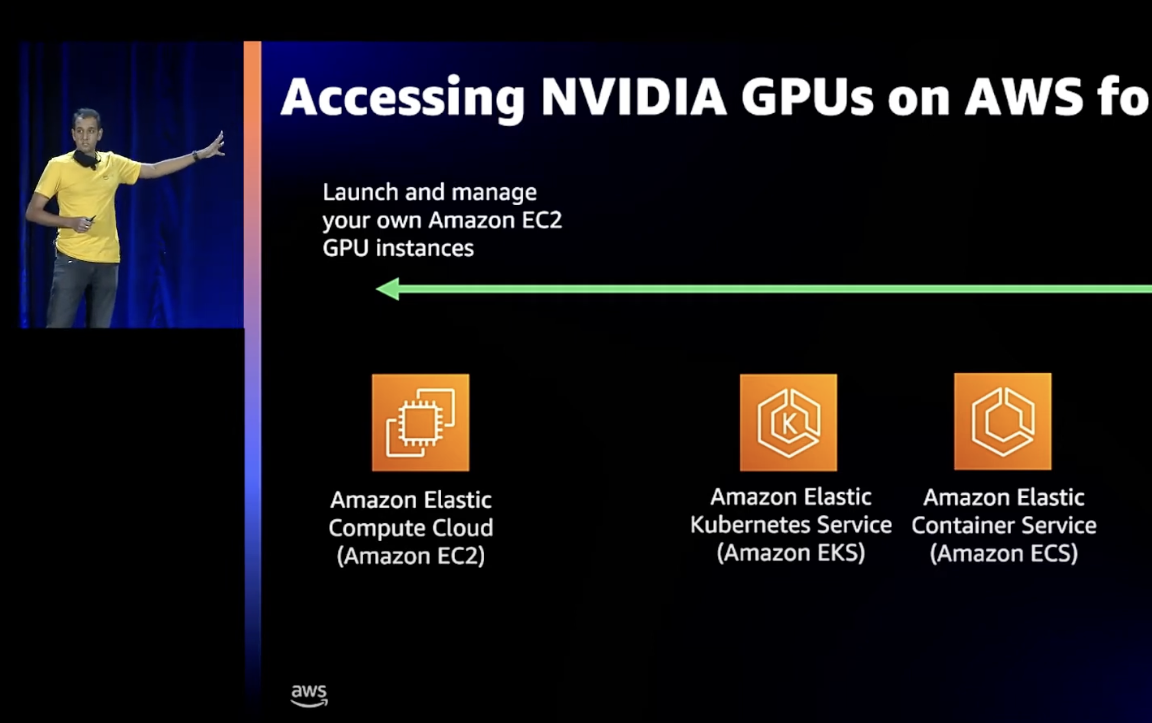 Accessing NVIDIA GPUs on AWS fo
Launch and manage
your own Amazon EC2
GPU instances
K
Amazon Elastic
Compute Cloud
(Amazon EC2)
Amazon Elastic
Kubernetes Service
(Amazon EKS)
Amazon Elastic
Container Service
(Amazon ECS)
aws